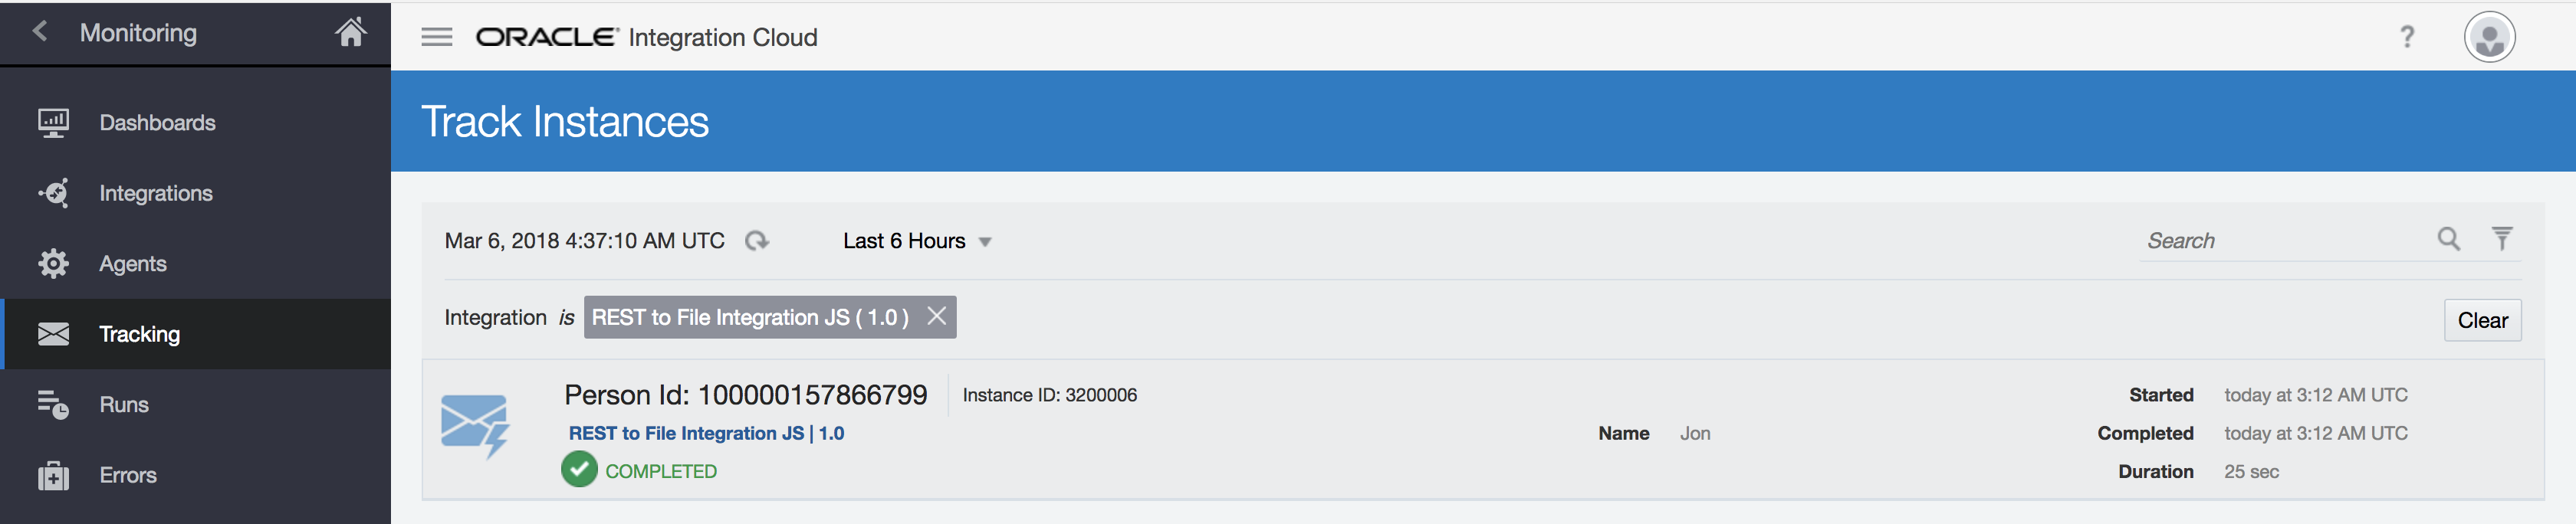 Monitoring
Dashboards
Integrations
Agents
Tracking
Runs
Errors
ORACLE® Integration Cloud
?
Track Instances
Mar 6, 2018 4:37:10 AM UTC Last 6 Hours Search
Integration is REST to File Integration JS ( 1.0 ) Clear
Person Id: 100000157866799 Instance ID: 3200006 Started today at 3:12 AM UTC
REST to File Integration JS | 1.0 Name Jon Completed today at 3:12 AM UTC
COMPLETED Duration 25 sec